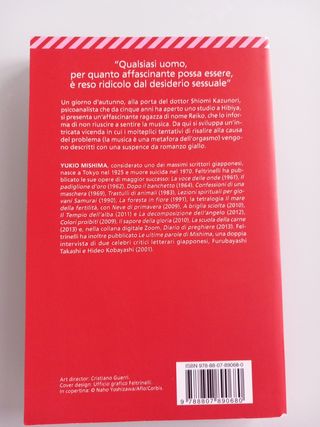 "Qualsiasi uomo,
per quanto affascinante possa essere,
è reso ridicolo dal desiderio sessuale"
Un giorno d'autunno, alla porta del dottor Shiomi Kazunori,
psicoanalista che da cinque anni ha aperto uno studio a Hibiya,
si presenta un'affascinante ragazza di nome Reiko, che lo infor-
ma di non riuscire a sentire la musica. Da qui si sviluppa un'in-
tricata vicenda in cui i molteplici tentativi di risalire alla causa
del problema (la musica è una metafora dell'orgasmo) vengo-
no descritti con una suspence da romanzo giallo.
YUKIO MISHIMA, considerato uno dei massimi scrittori giapponesi,
nasce a Tokyo nel 1925 e muore suicida nel 1970. Feltrinelli ha pub-
blicato le sue opere di maggior successo: La voce delle onde (1961), Il
padiglione d'oro (1962), Dopo il banchetto (1964), Confessioni di una
maschera (1969), Trastulli di animali (1983), Lezioni spirituali per gio-
vani Samurai (1990), La foresta in fiore (1991), la tetralogia Il mare
della fertilità, con Neve di primavera (2009), A briglia sciolta (2010),
Il Tempio dell'alba (2011) e La decomposizione dell'angelo (2012),
Colori proibiti (2009), Il sapore della gloria (2010), La scuola della carne
(2013) e, nella collana digitale Zoom, Diario di preghiere (2013). Fel-
trinelli ha inoltre pubblicato Le ultime parole di Mishima, una doppia
intervista di due celebri critici letterari giapponesi, Furubayashi
Takashi e Hideo Kobayashi (2001).
Art director: Cristiano Guerri.
Cover design: Ufficio grafico Feltrinelli.
In copertina: © Naho Yoshizawa/Aflo/Corbis.
ISBN 978-88-07-89068-0
9 788807 890680